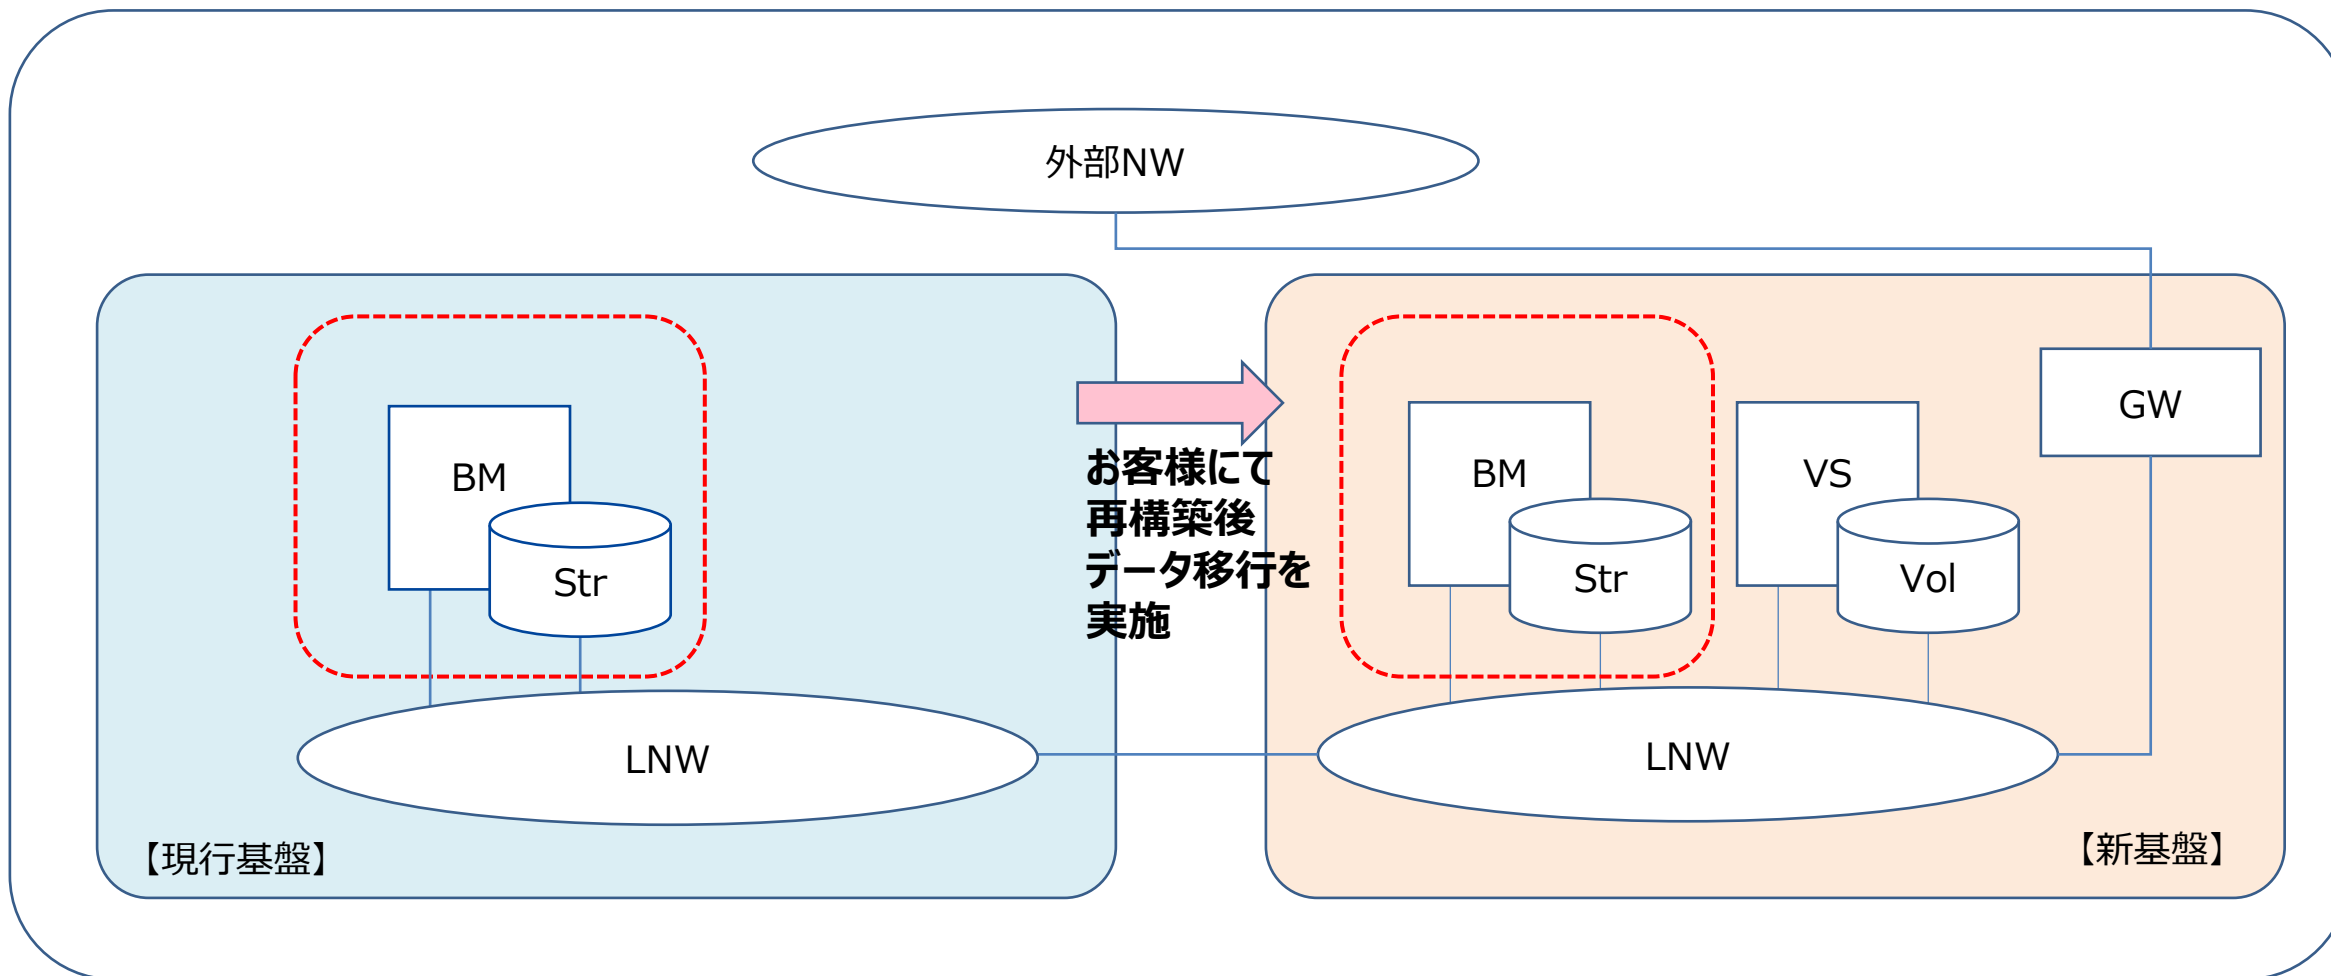 外部NW
BM
Str
LNW
【現行基盤】
お客様にて
再構築後
データ移行を
実施
BM
Str
VS
Vol
GW
LNW
【新基盤】